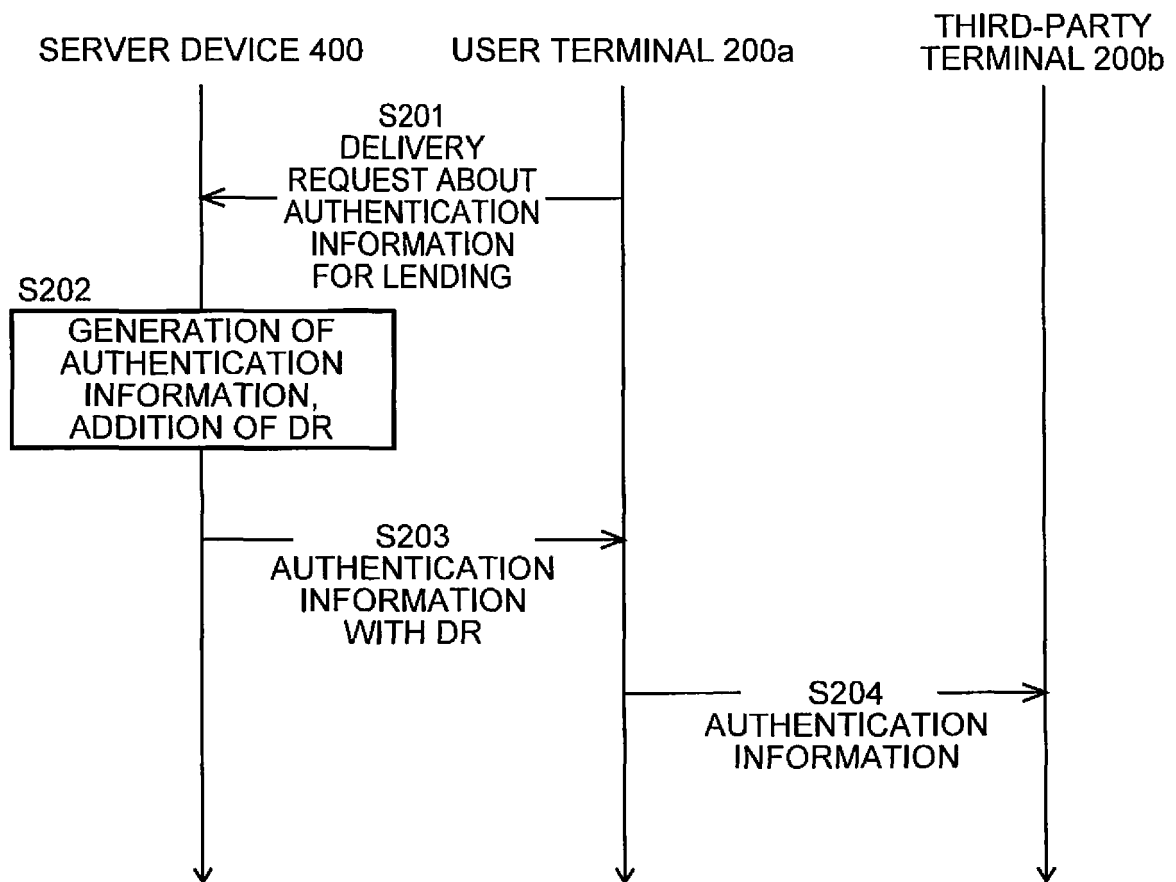 SERVER DEVICE 400
USER TERMINAL 200a
THIRD-PARTY
TERMINAL 200b
S201
DELIVERY
REQUEST ABOUT
AUTHENTICATION
INFORMATION
FOR LENDING
S202
GENERATION OF
AUTHENTICATION
INFORMATION,
ADDITION OF DR
S203
AUTHENTICATION
INFORMATION
WITH DR
S204
AUTHENTICATION
INFORMATION